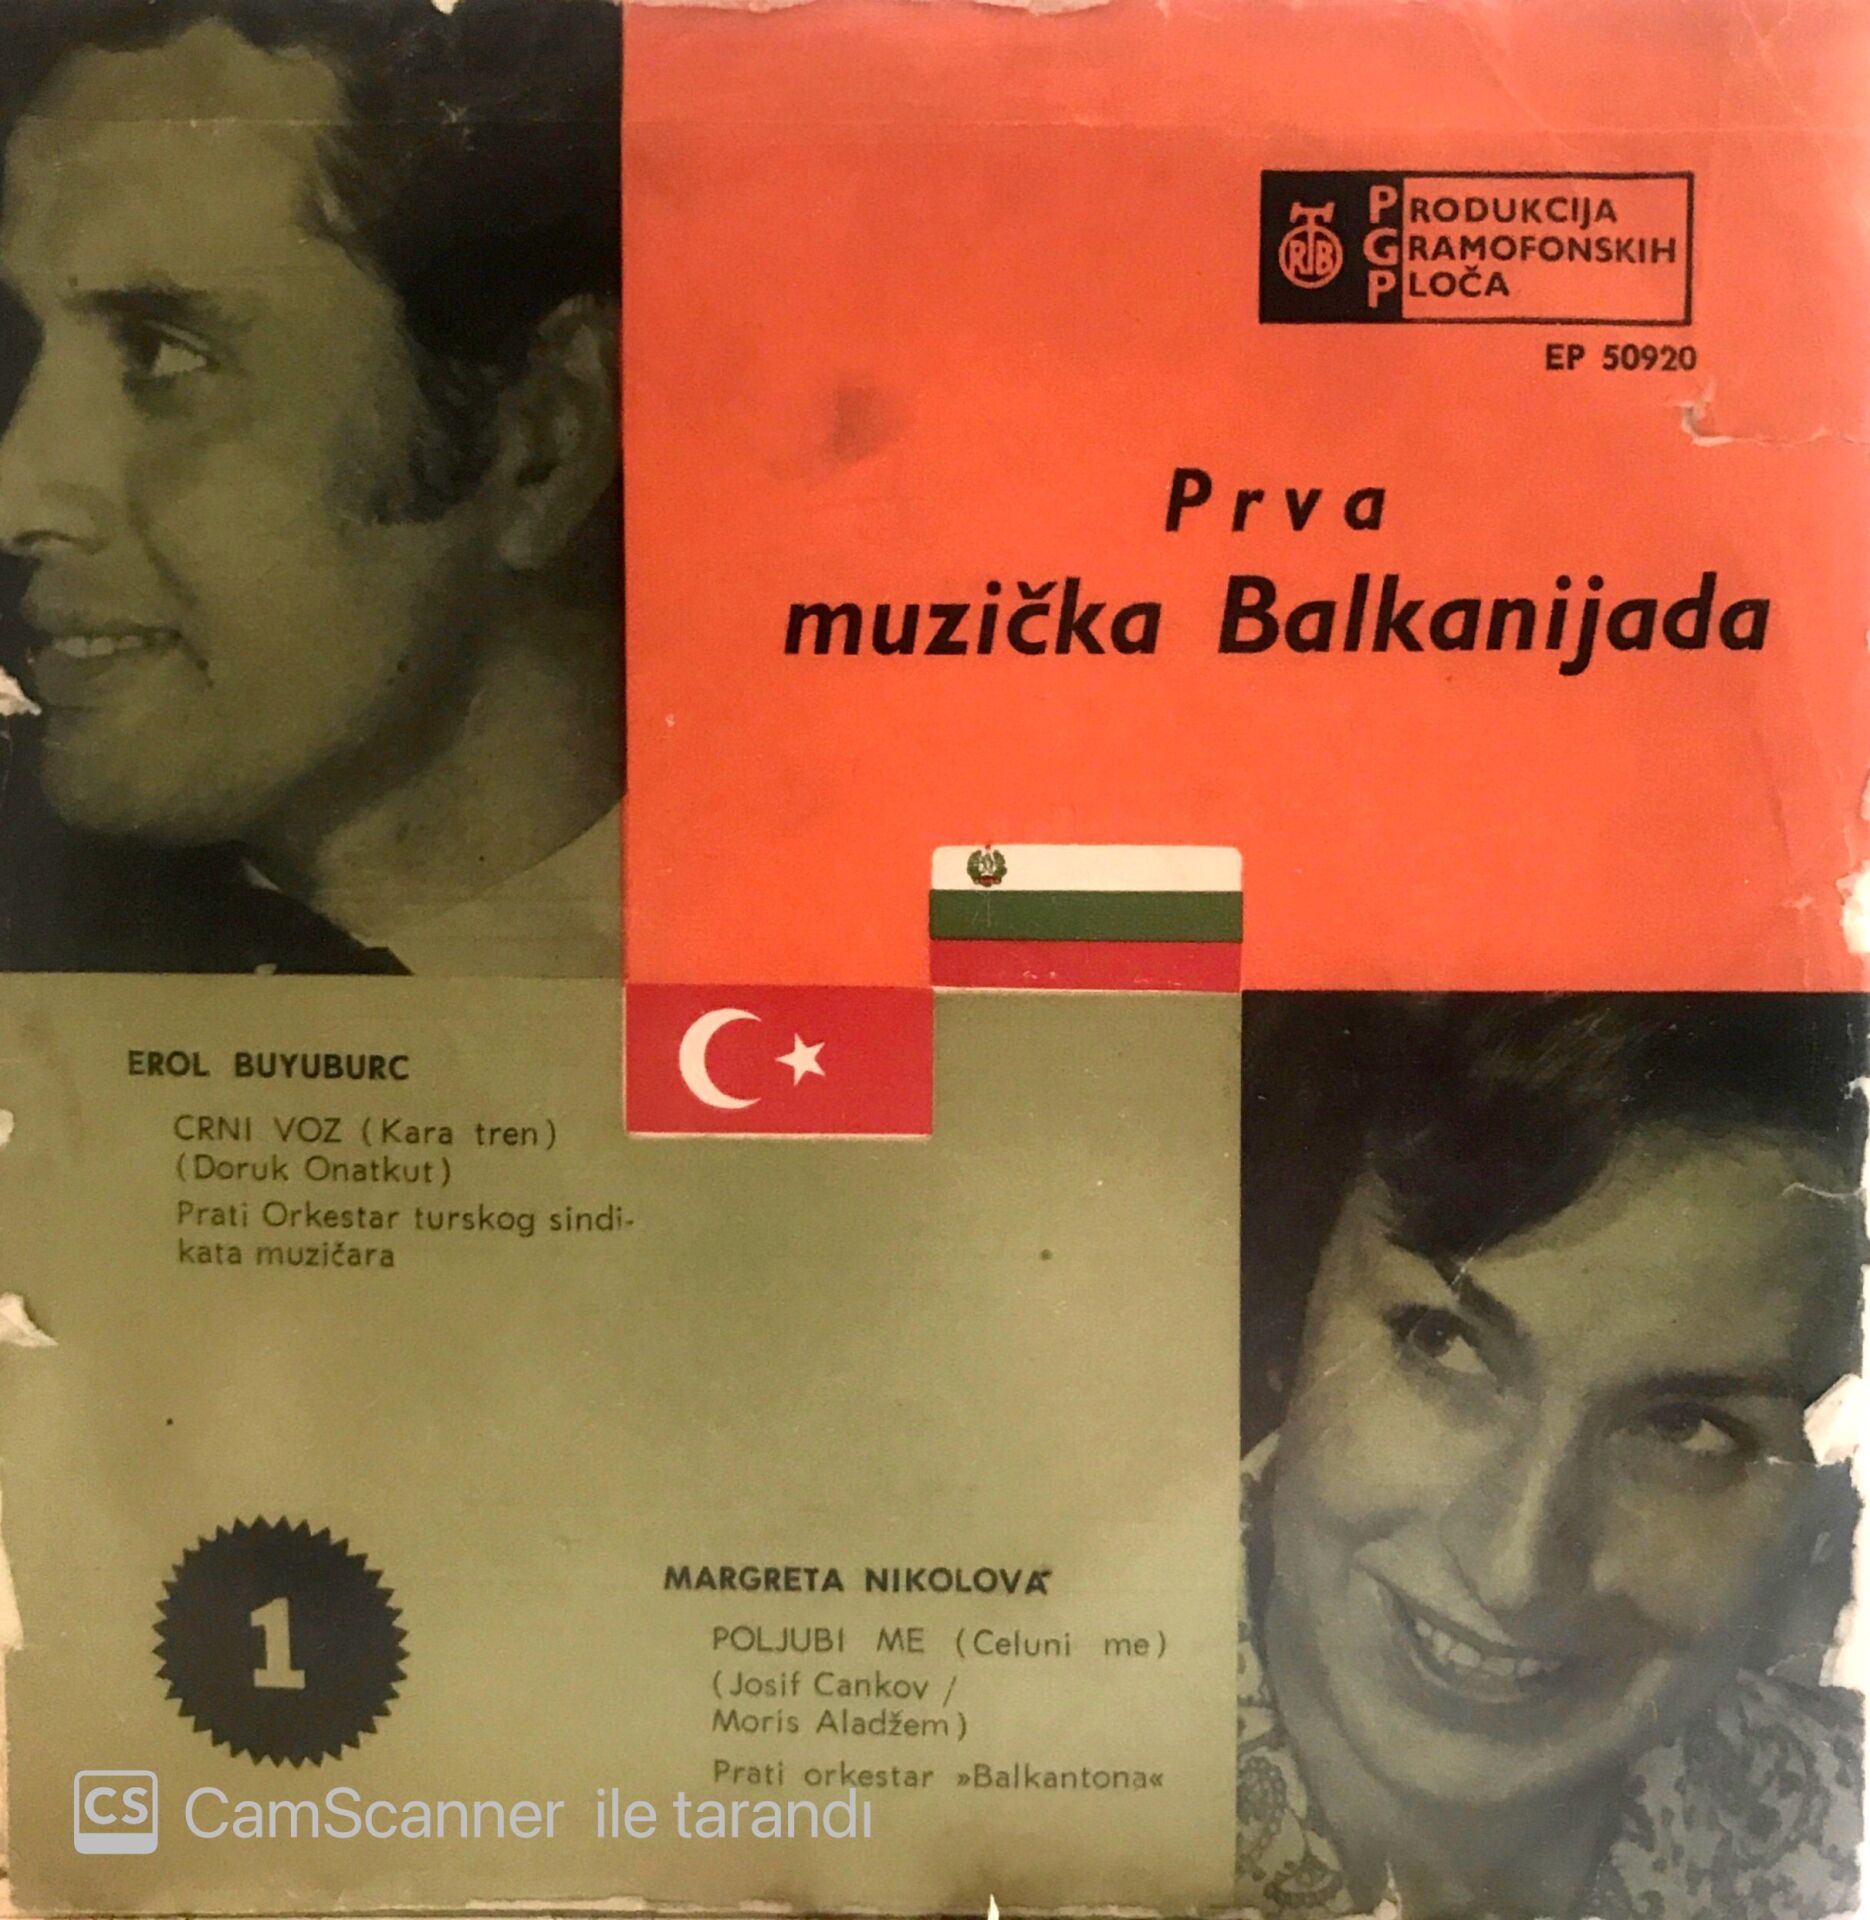 RTB
PRODUKCIJA
GRAMOFONSKIH
PLOČA
EP 50920
Prva
muzička Balkanijada
EROL BUYUBURC
CRNI VOZ (Kara tren)
(Doruk Onatkut)
Prati Orkestar turskog sindi-
kata muzičara
1
MARGRETA NIKOLOVA
POLJUBI ME (Celuni me)
(Josif Cankov /
Moris Aladžem)
Prati orkestar »Balkantona«
CS CamScanner ile tarandı